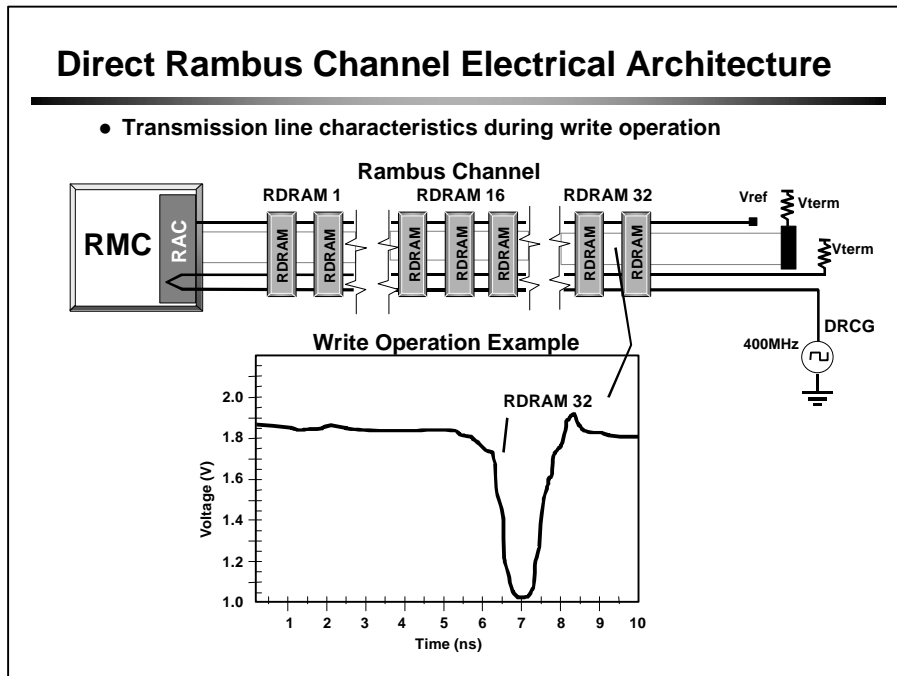 Direct Rambus Channel Electrical Architecture
● Transmission line characteristics during write operation
Rambus Channel
RDRAM 1
RDRAM 16
RDRAM 32
RMC
RAC
RDRAM
RDRAM
RDRAM
RDRAM
RDRAM
RDRAM
RDRAM
Vref
Vterm
Vterm
DRCG
400MHz
Write Operation Example
RDRAM 32
Voltage (V)
2.0
1.8
1.6
1.4
1.2
1.0
1 2 3 4 5 6 7 8 9 10
Time (ns)